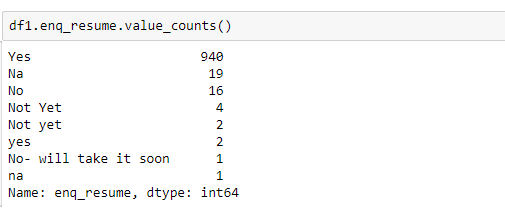 df1.enq_resume.value_counts()
Yes 940
Na 19
No 16
Not Yet 4
Not yet 2
yes 2
No- will take it soon 1
na 1
Name: enq_resume, dtype: int64